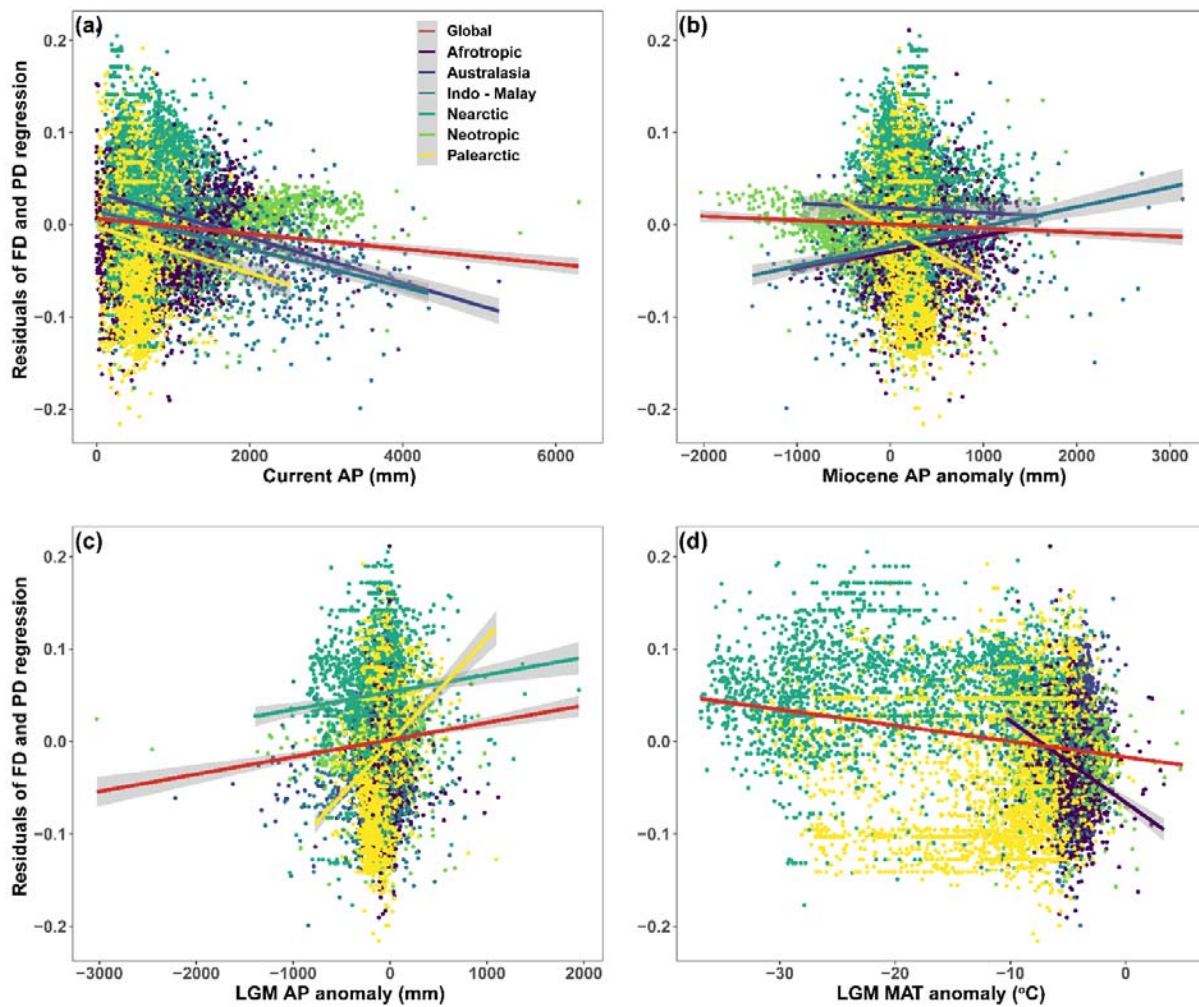 (a)
Global
Afrotropic
Australasia
Indo - Malay
Nearctic
Neotropic
Palearctic
Residuals of FD and PD regression
0.2
0.1
0.0
−0.1
−0.2
0
2000
4000
6000
Current AP (mm)
(b)
0.2
0.1
0.0
−0.1
−0.2
−2000
−1000
0
1000
2000
3000
Miocene AP anomaly (mm)
(c)
Residuals of FD and PD regression
0.2
0.1
0.0
−0.1
−0.2
−3000
−2000
−1000
0
1000
2000
LGM AP anomaly (mm)
(d)
0.2
0.1
0.0
−0.1
−0.2
−30
−20
−10
0
LGM MAT anomaly (°C)